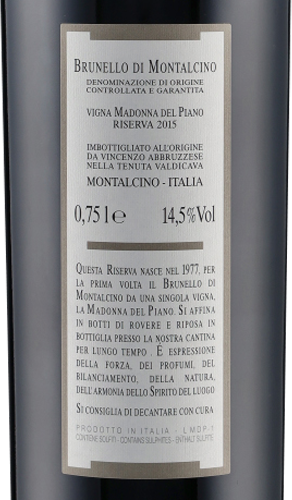 BRUNELLO DI MONTALCINO
DENOMINAZIONE DI ORIGINE
CONTROLLATA E GARANTITA
VIGNA MADONNA DEL PIANO
RISERVA 2015
IMBOTTIGLIATO ALL'ORIGINE
DA VINCENZO ABBRUZZESE
NELLA TENUTA VALDICAVA
MONTALCINO - ITALIA
0,75 l e 14,5% Vol
QUESTA RISERVA NASCE NEL 1977, PER
LA PRIMA VOLTA IL BRUNELLO DI
MONTALCINO DA UNA SINGOLA VIGNA,
LA MADONNA DEL PIANO. SI AFFINA
IN BOTTI DI ROVERE E RIPOSA IN
BOTTIGLIA PRESSO LA NOSTRA CANTINA
PER LUNGO TEMPO . È ESPRESSIONE
DELLA FORZA, DEI PROFUMI, DEL
BILANCIAMENTO, DELLA NATURA,
DELL'ARMONIA DELLO SPIRITO DEL LUOGO
SI CONSIGLIA DI DECANTARE CON CURA
PRODOTTO IN ITALIA - LMDP-1
CONTIENE SOLFITI - CONTAINS SULPHITES - ENTHÄLT SULFITE